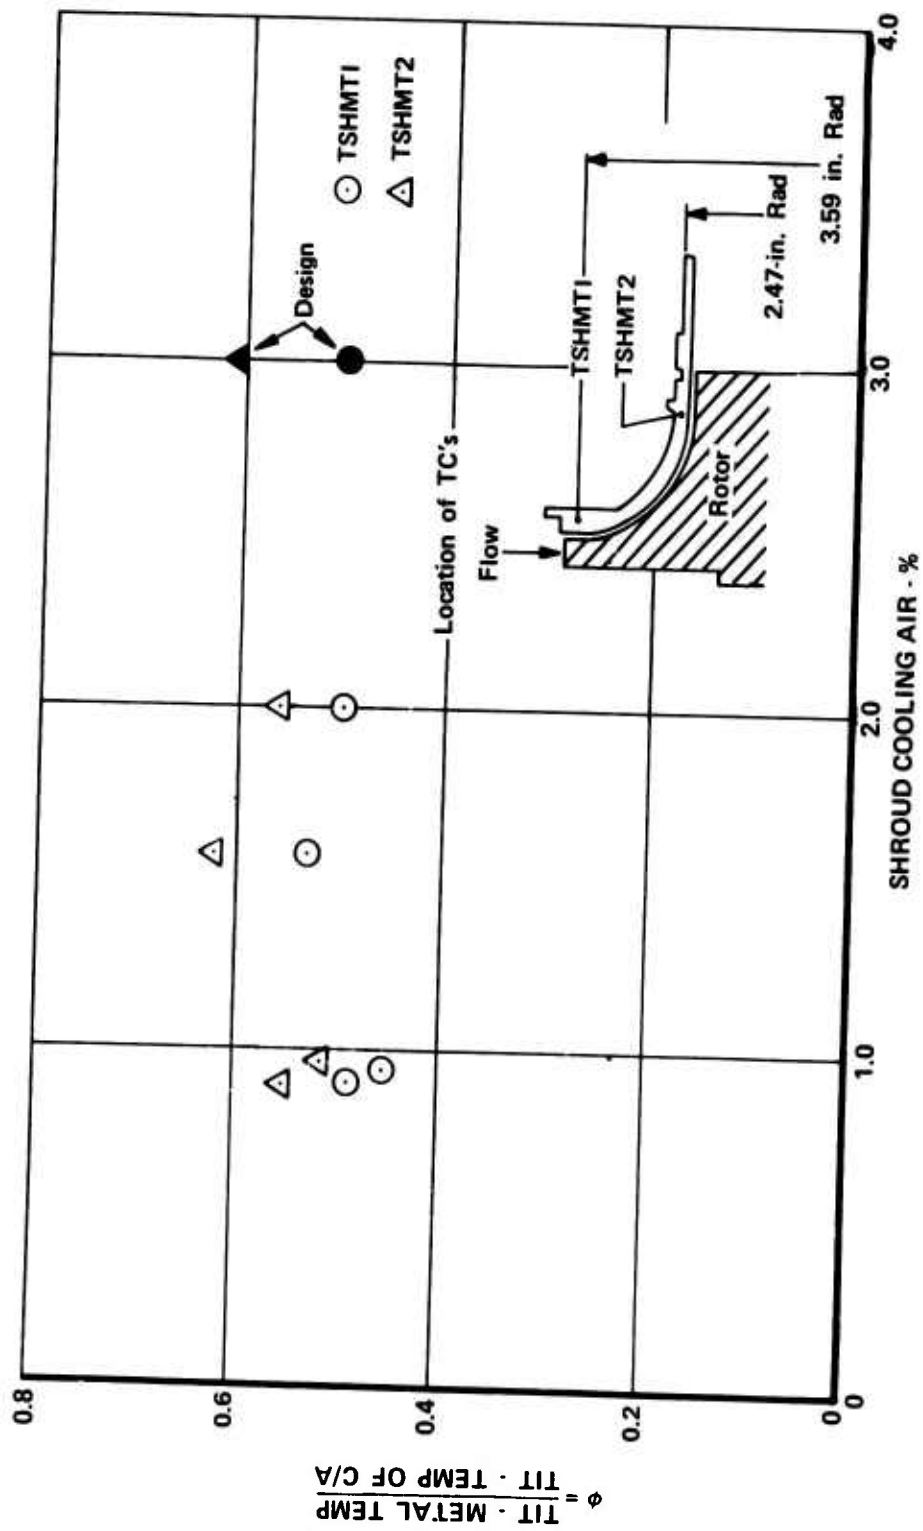 φ = TIT - METAL TEMP
TIT - TEMP OF C/A
0.8
0.6
0.4
0.2
0
0
1.0
2.0
3.0
4.0
SHROUD COOLING AIR - %
Design
TSHMT1
TSHMT2
Location of TC's
Flow
TSHMT1
TSHMT2
Rotor
2.47-in. Rad
3.59 in. Rad